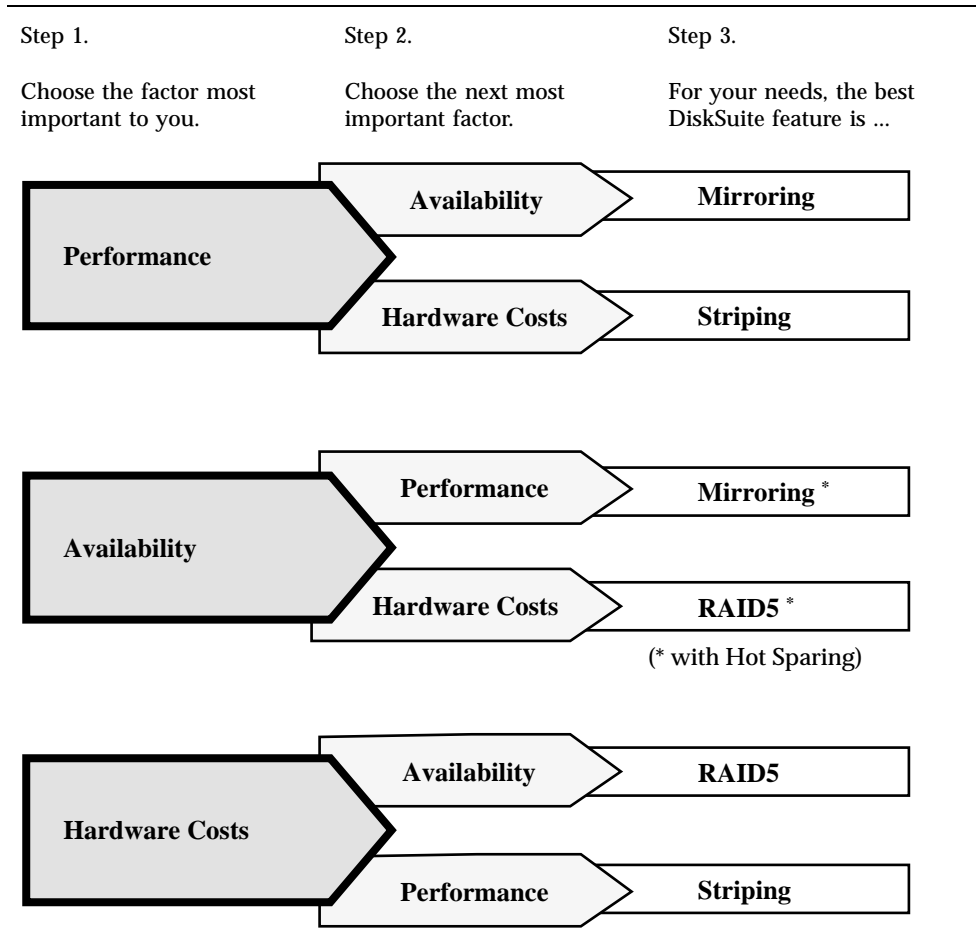 Step 1.
Step 2.
Step 3.
Choose the factor most
important to you.
Choose the next most
important factor.
For your needs, the best
DiskSuite feature is ...
Performance
Availability
Mirroring
Hardware Costs
Striping
Availability
Performance
Mirroring *
Hardware Costs
RAID5 *
(* with Hot Sparing)
Hardware Costs
Availability
RAID5
Performance
Striping